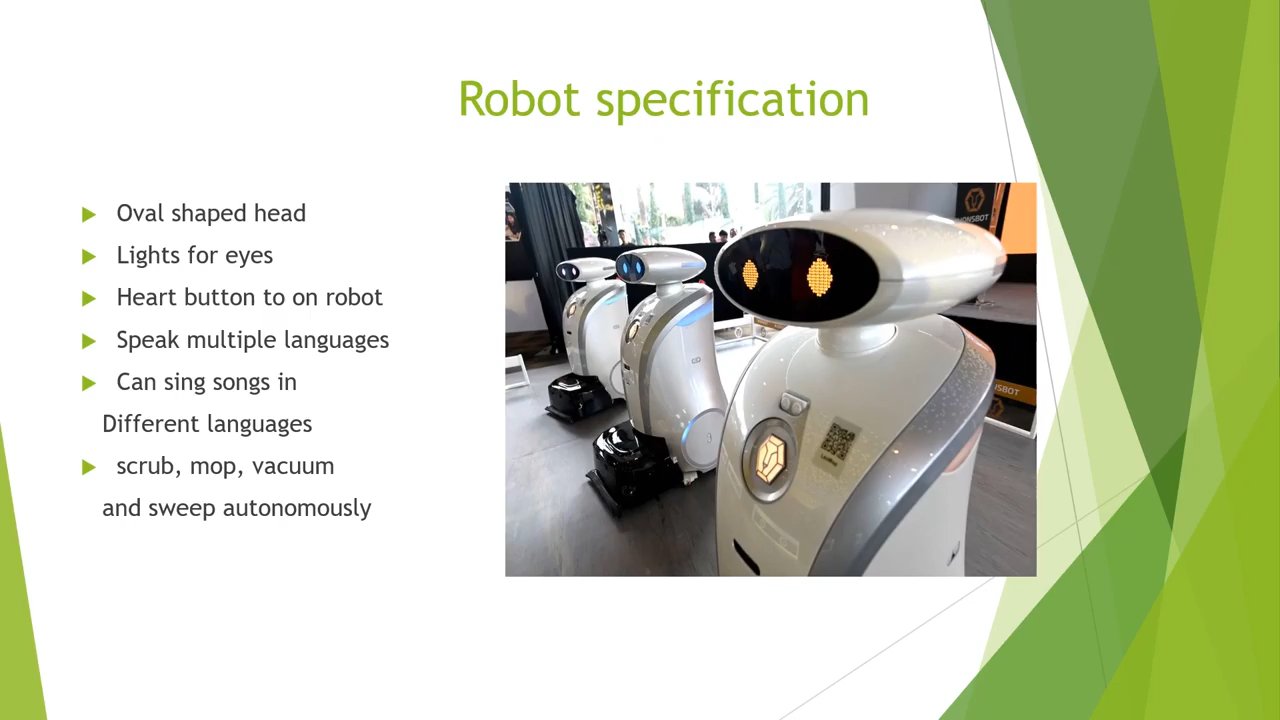 Robot specification
Oval shaped head
Lights for eyes
Heart button to on robot
Speak multiple languages
Can sing songs in
Different languages
scrub, mop, vacuum
and sweep autonomously